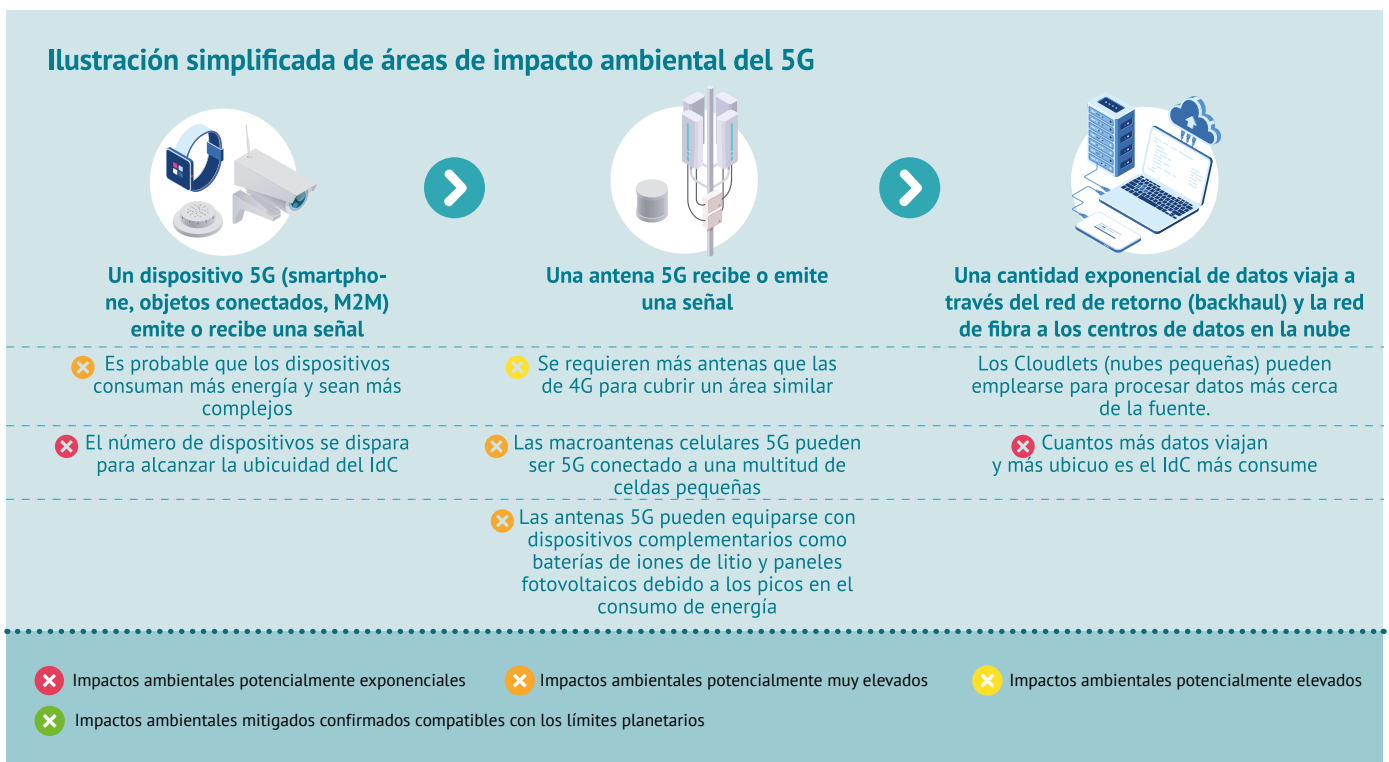 Ilustración simplificada de áreas de impacto ambiental del 5G
Un dispositivo 5G (smartpho-
ne, objetos conectados, M2M)
emite o recibe una señal
Es probable que los dispositivos
consuman más energía y sean más
complejos
El número de dispositivos se dispara
para alcanzar la ubicuidad del IdC
Una antena 5G recibe o emite
una señal
Se requieren más antenas que las
de 4G para cubrir un área similar
Las macroantenas celulares 5G pueden
ser 5G conectado a una multitud de
celdas pequeñas
Las antenas 5G pueden equiparse con
dispositivos complementarios como
baterías de iones de litio y paneles
fotovoltaicos debido a los picos en el
consumo de energía
Una cantidad exponencial de datos viaja a
través del red de retorno (backhaul) y la red
de fibra a los centros de datos en la nube
Los Cloudlets (nubes pequeñas) pueden
emplearse para procesar datos más cerca
de la fuente.
Cuantos más datos viajan
y más ubicuo es el IdC más consume
Impactos ambientales potencialmente exponenciales
Impactos ambientales potencialmente muy elevados
Impactos ambientales potencialmente elevados
Impactos ambientales mitigados confirmados compatibles con los límites planetarios